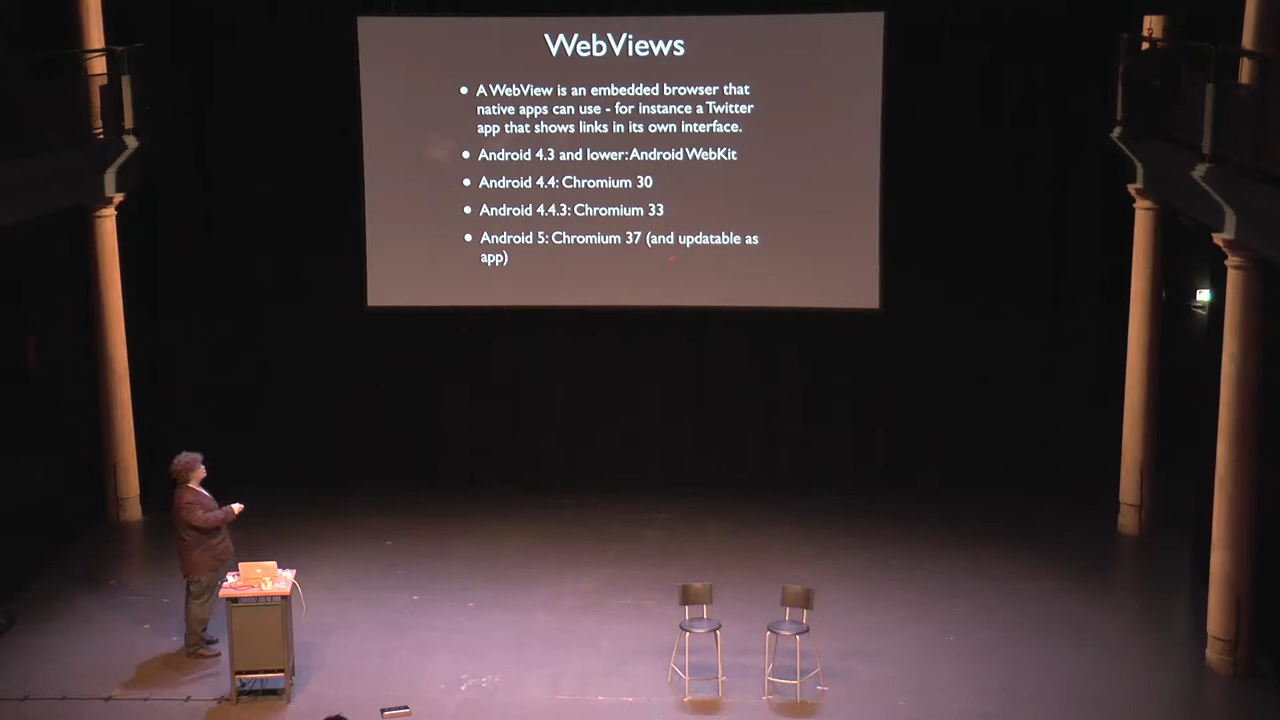 WebViews
• A WebView is an embedded browser that
native apps can use - for instance a Twitter
app that shows links in its own interface.
• Android 4.3 and lower: Android WebKit
• Android 4.4: Chromium 30
• Android 4.4.3: Chromium 33
• Android 5: Chromium 37 (and updatable as
app)